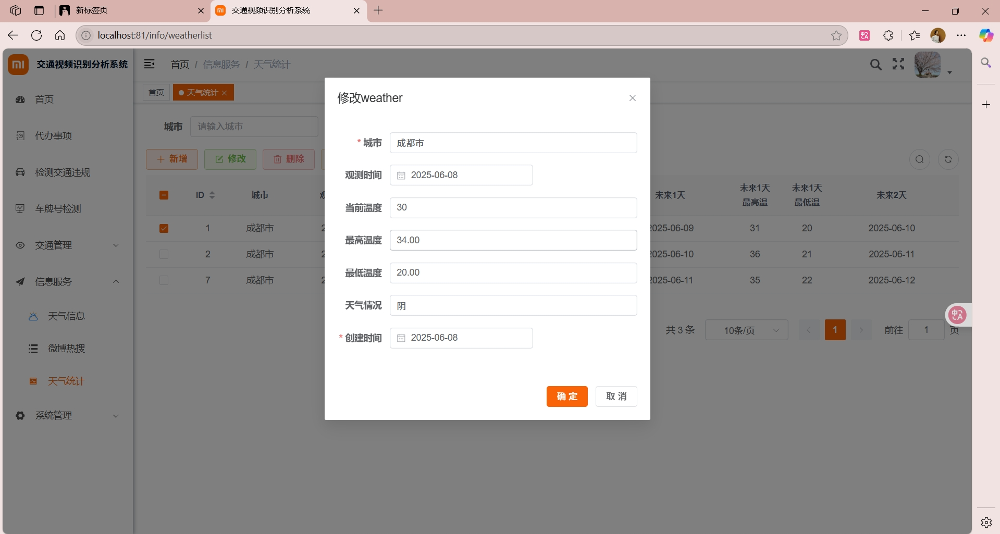 新标签页
交通视频识别分析系统
localhost:81/info/weatherlist
交通视频识别分析系统
首页 / 信息服务 / 天气统计
首页
天气统计
首页
代办事项
检测交通违规
车牌号检测
交通管理
信息服务
天气信息
微博热搜
天气统计
系统管理
城市 请输入城市
新增 修改 删除
ID 城市 未来1天 未来1天最高温 未来1天最低温 未来2天
1 成都市 2025-06-09 31 20 2025-06-10
2 成都市 2025-06-10 36 21 2025-06-11
7 成都市 2025-06-11 35 22 2025-06-12
共 3 条 10条/页 1 前往 1 页
修改weather
* 城市 成都市
观测时间 2025-06-08
当前温度 30
最高温度 34.00
最低温度 20.00
天气情况 阴
* 创建时间 2025-06-08
确 定 取 消